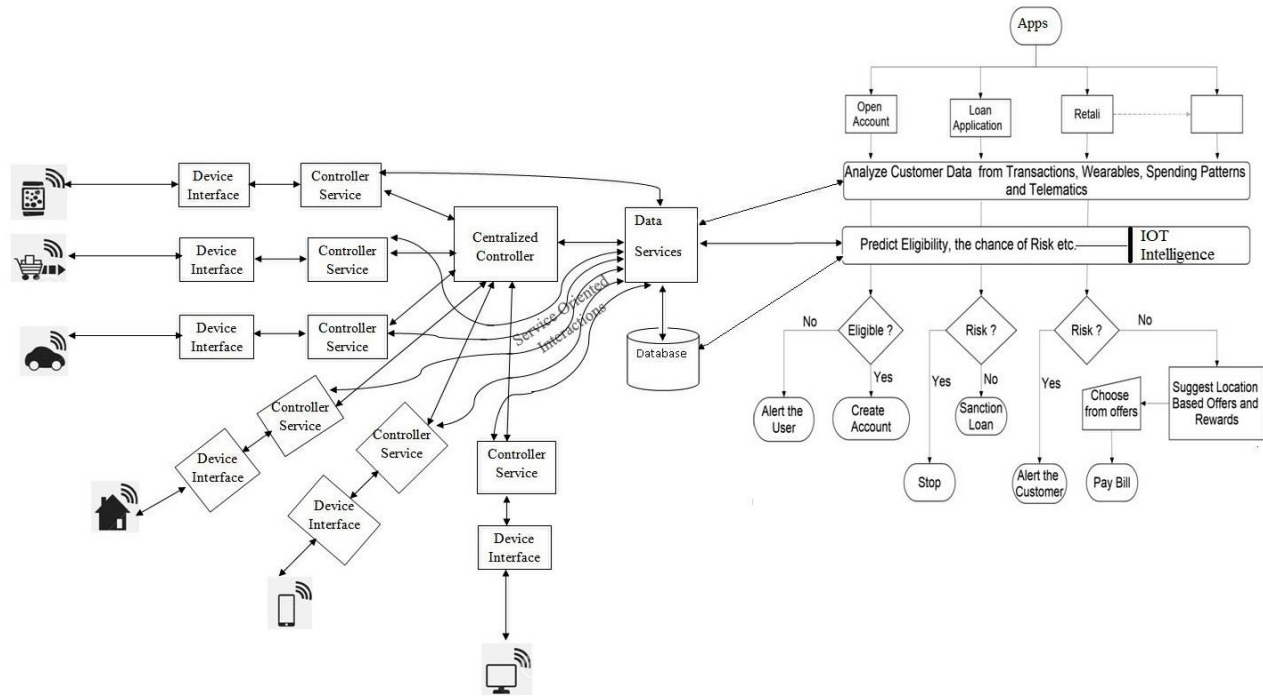 Apps
Open
Account
Loan
Application
Retali
Analyze Customer Data from Transactions, Wearables, Spending Patterns
and Telematics
Predict Eligibility, the chance of Risk etc.
IOT
Intelligence
Device
Interface
Controller
Service
Device
Interface
Controller
Service
Device
Interface
Controller
Service
Centralized
Controller
Data
Services
Service Oriented
Interactions
Database
Controller
Service
Device
Interface
Controller
Service
Device
Interface
Controller
Service
Device
Interface
No
Eligible ?
Yes
Alert the
User
Create
Account
Risk ?
Yes
No
Sanction
Loan
Stop
Risk ?
No
Yes
Alert the
Customer
Suggest Location
Based Offers and
Rewards
Choose
from offers
Pay Bill